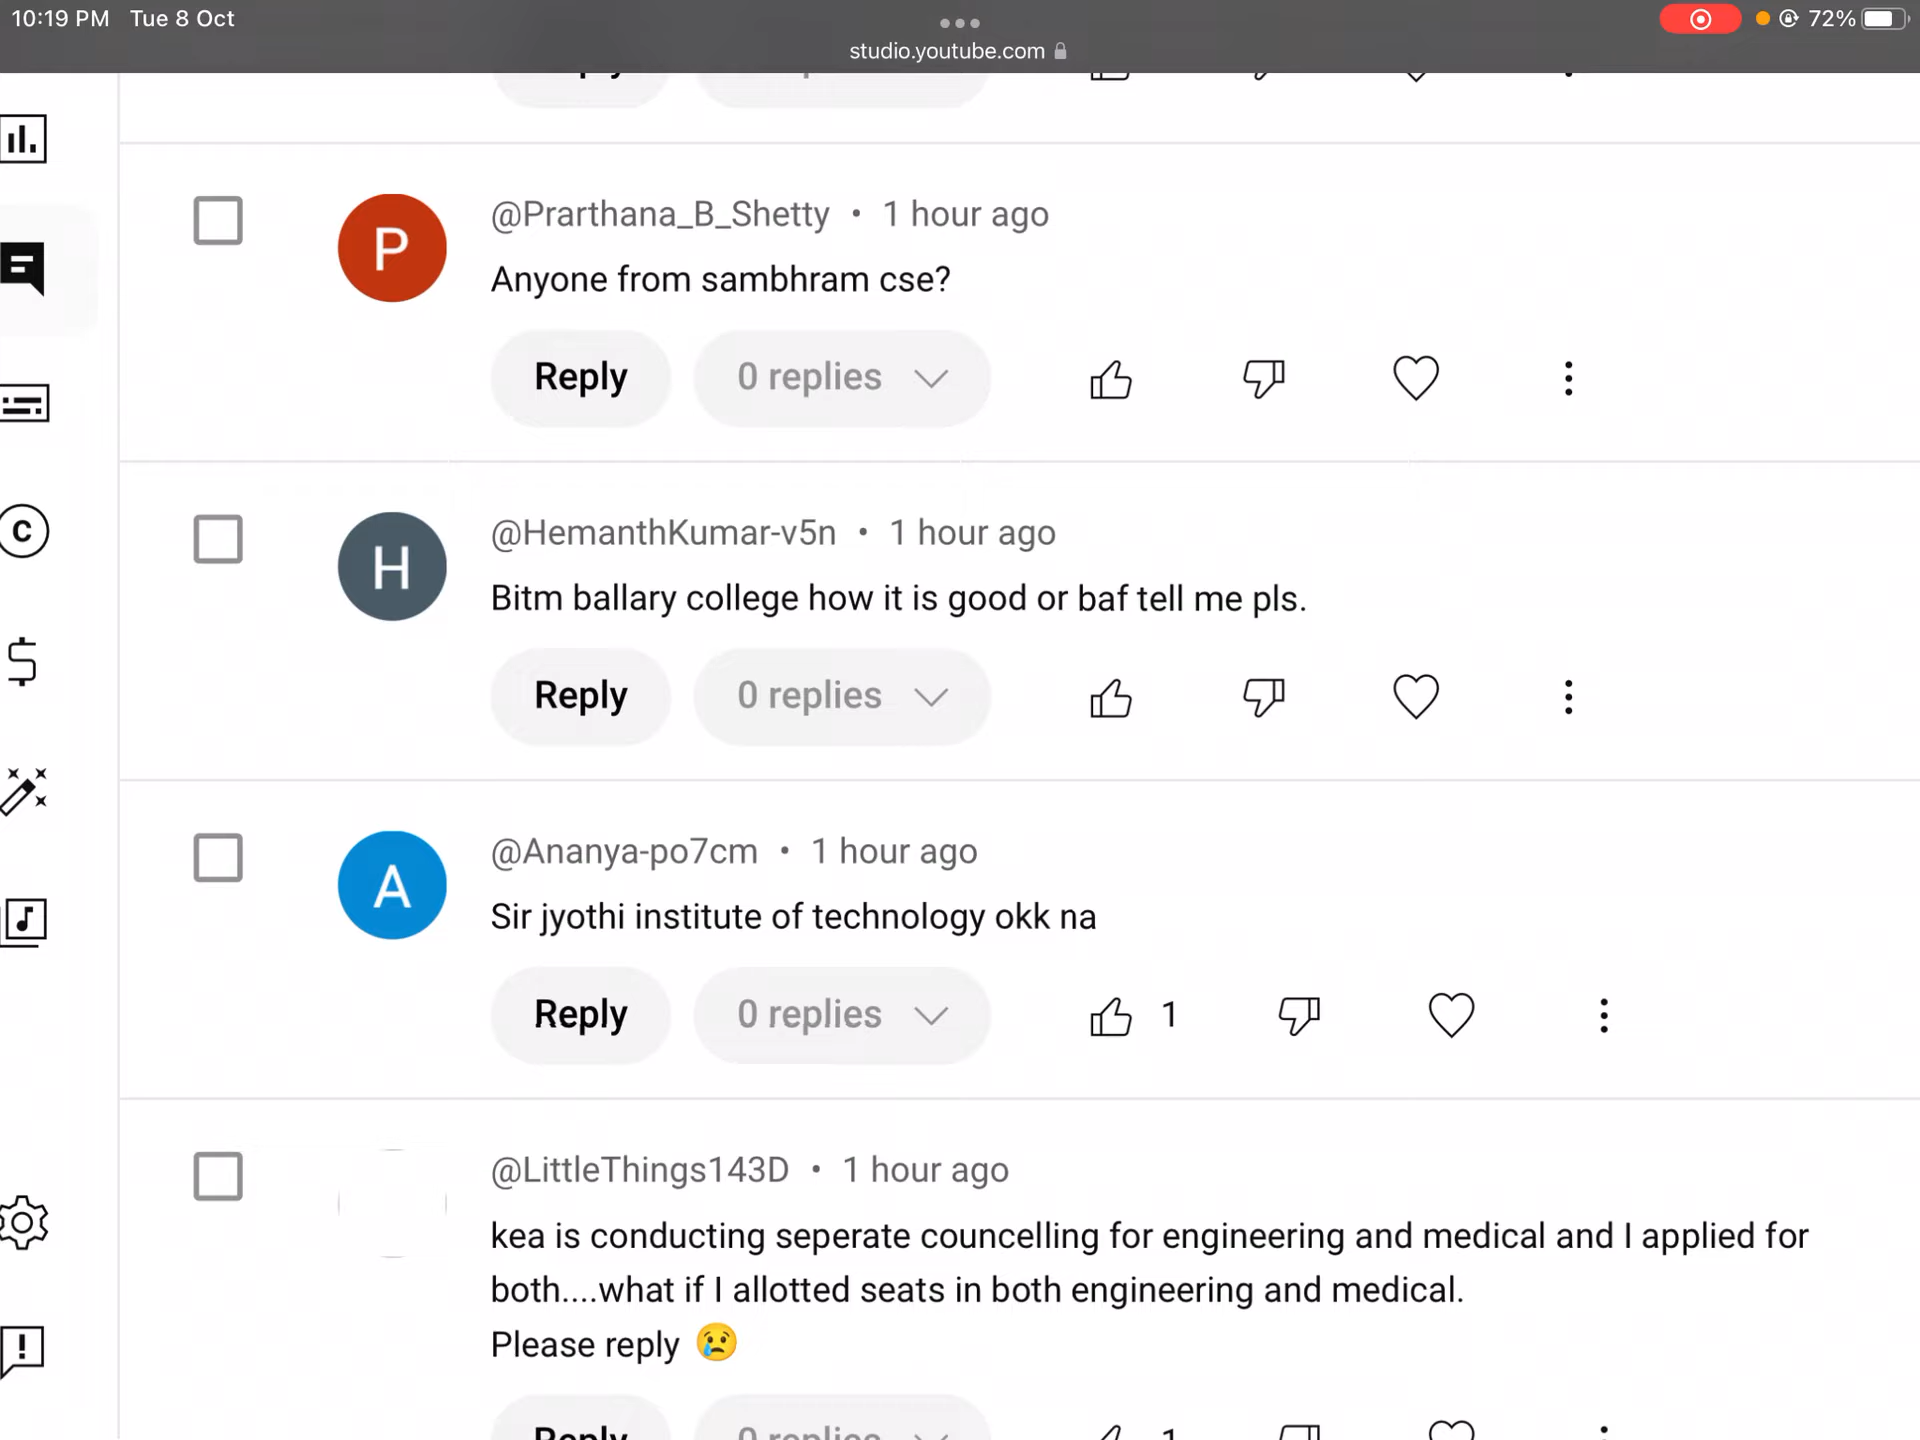 10:19 PM Tue 8 Oct
72%
studio.youtube.com
@Prarthana_B_Shetty • 1 hour ago
P
Anyone from sambhram cse?
Reply 0 replies
@HemanthKumar-v5n • 1 hour ago
H
Bitm ballary college how it is good or baf tell me pls.
Reply 0 replies
@Ananya-po7cm • 1 hour ago
A
Sir jyothi institute of technology okk na
Reply 0 replies 1
@LittleThings143D • 1 hour ago
kea is conducting seperate councelling for engineering and medical and I applied for
both....what if I allotted seats in both engineering and medical.
Please reply 😢
Reply 0 replies 1